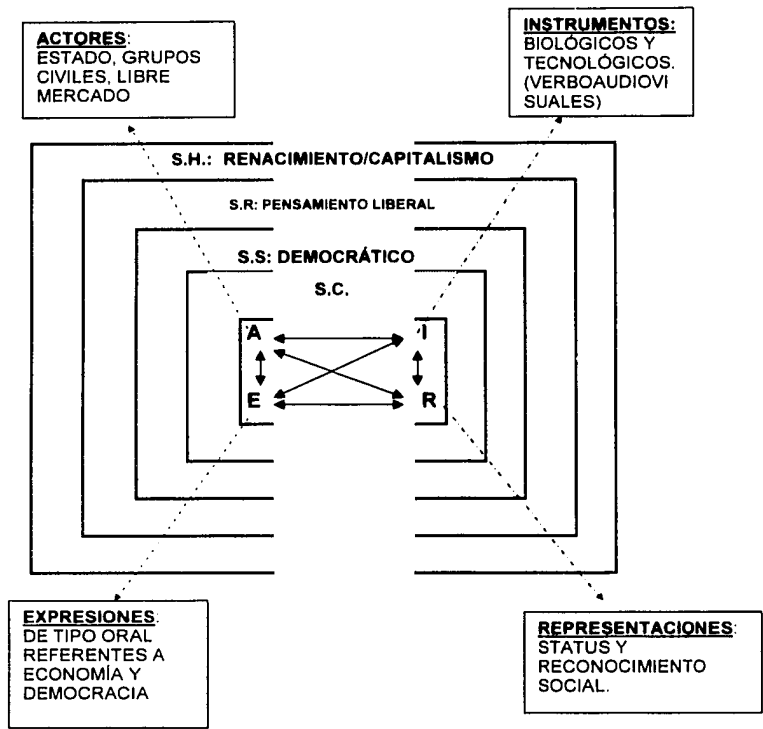 ACTORES:
ESTADO, GRUPOS
CIVILES, LIBRE
MERCADO
INSTRUMENTOS:
BIOLÓGICOS Y
TECNOLÓGICOS.
(VERBOAUDIOVI
SUALES)
S.H.: RENACIMIENTO/CAPITALISMO
S.R: PENSAMIENTO LIBERAL
S.S: DEMOCRÁTICO
S.C.
A I
E R
EXPRESIONES:
DE TIPO ORAL
REFERENTES A
ECONOMÍA Y
DEMOCRACIA
REPRESENTACIONES:
STATUS Y
RECONOCIMIENTO
SOCIAL.